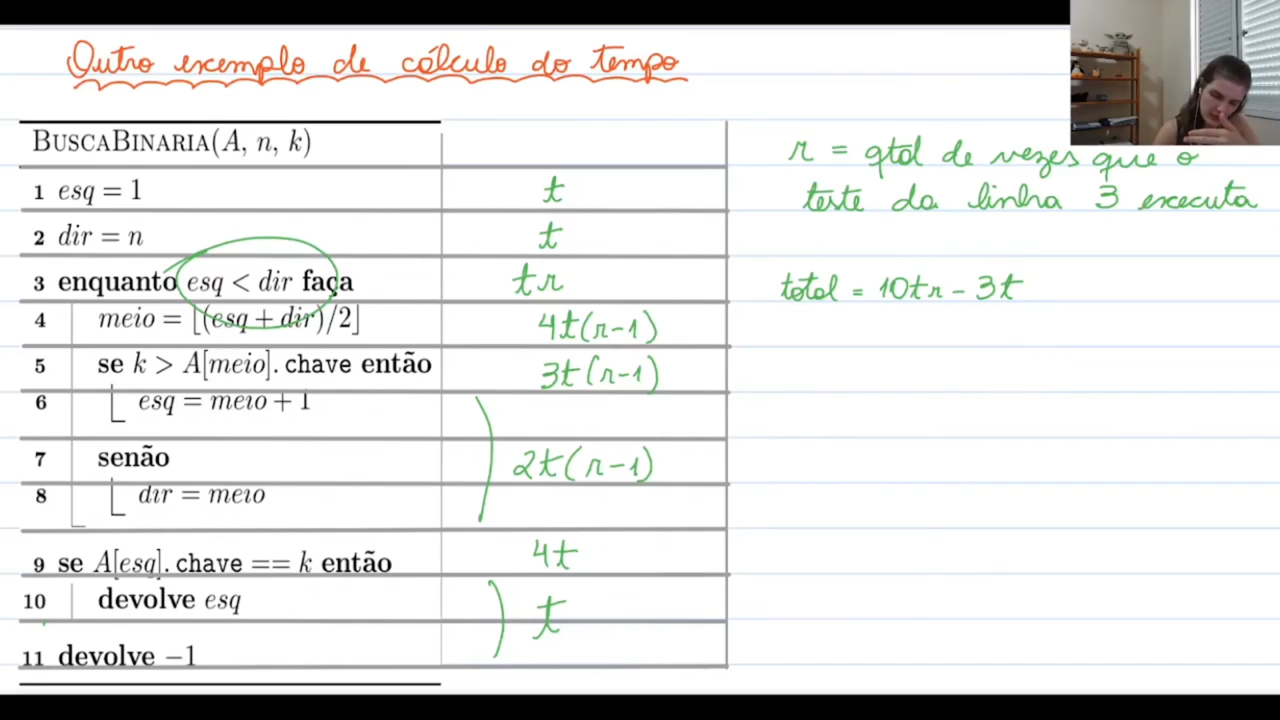 Outro exemplo de cálculo do tempo
BUSCABINARIA(A, n, k)
1 esq = 1 t
2 dir = n t
3 enquanto esq < dir faça tr
4 meio = ⌊(esq + dir)/2⌋ 4t(r-1)
5 se k > A[meio].chave então 3t(r-1)
6 esq = meio + 1
7 senão 2t(r-1)
8 dir = meio
9 se A[esq].chave == k então 4t
10 devolve esq t
11 devolve −1
r = qtd de vezes que o
teste da linha 3 executa
total = 10tr - 3t